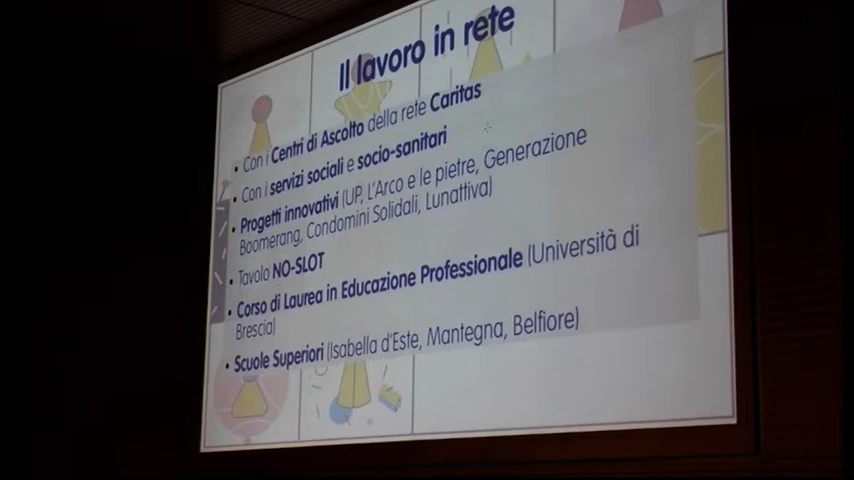 Il lavoro in rete
• Con i Centri di Ascolto della rete Caritas
• Con i servizi sociali e socio-sanitari
• Progetti innovativi (UP, L'Arco e le pietre, Generazione
Boomerang, Condomini Solidali, Lunattiva)
• Tavolo NO-SLOT
• Corso di Laurea in Educazione Professionale (Università di
Brescia)
• Scuole Superiori (Isabella d'Este, Mantegna, Belfiore)